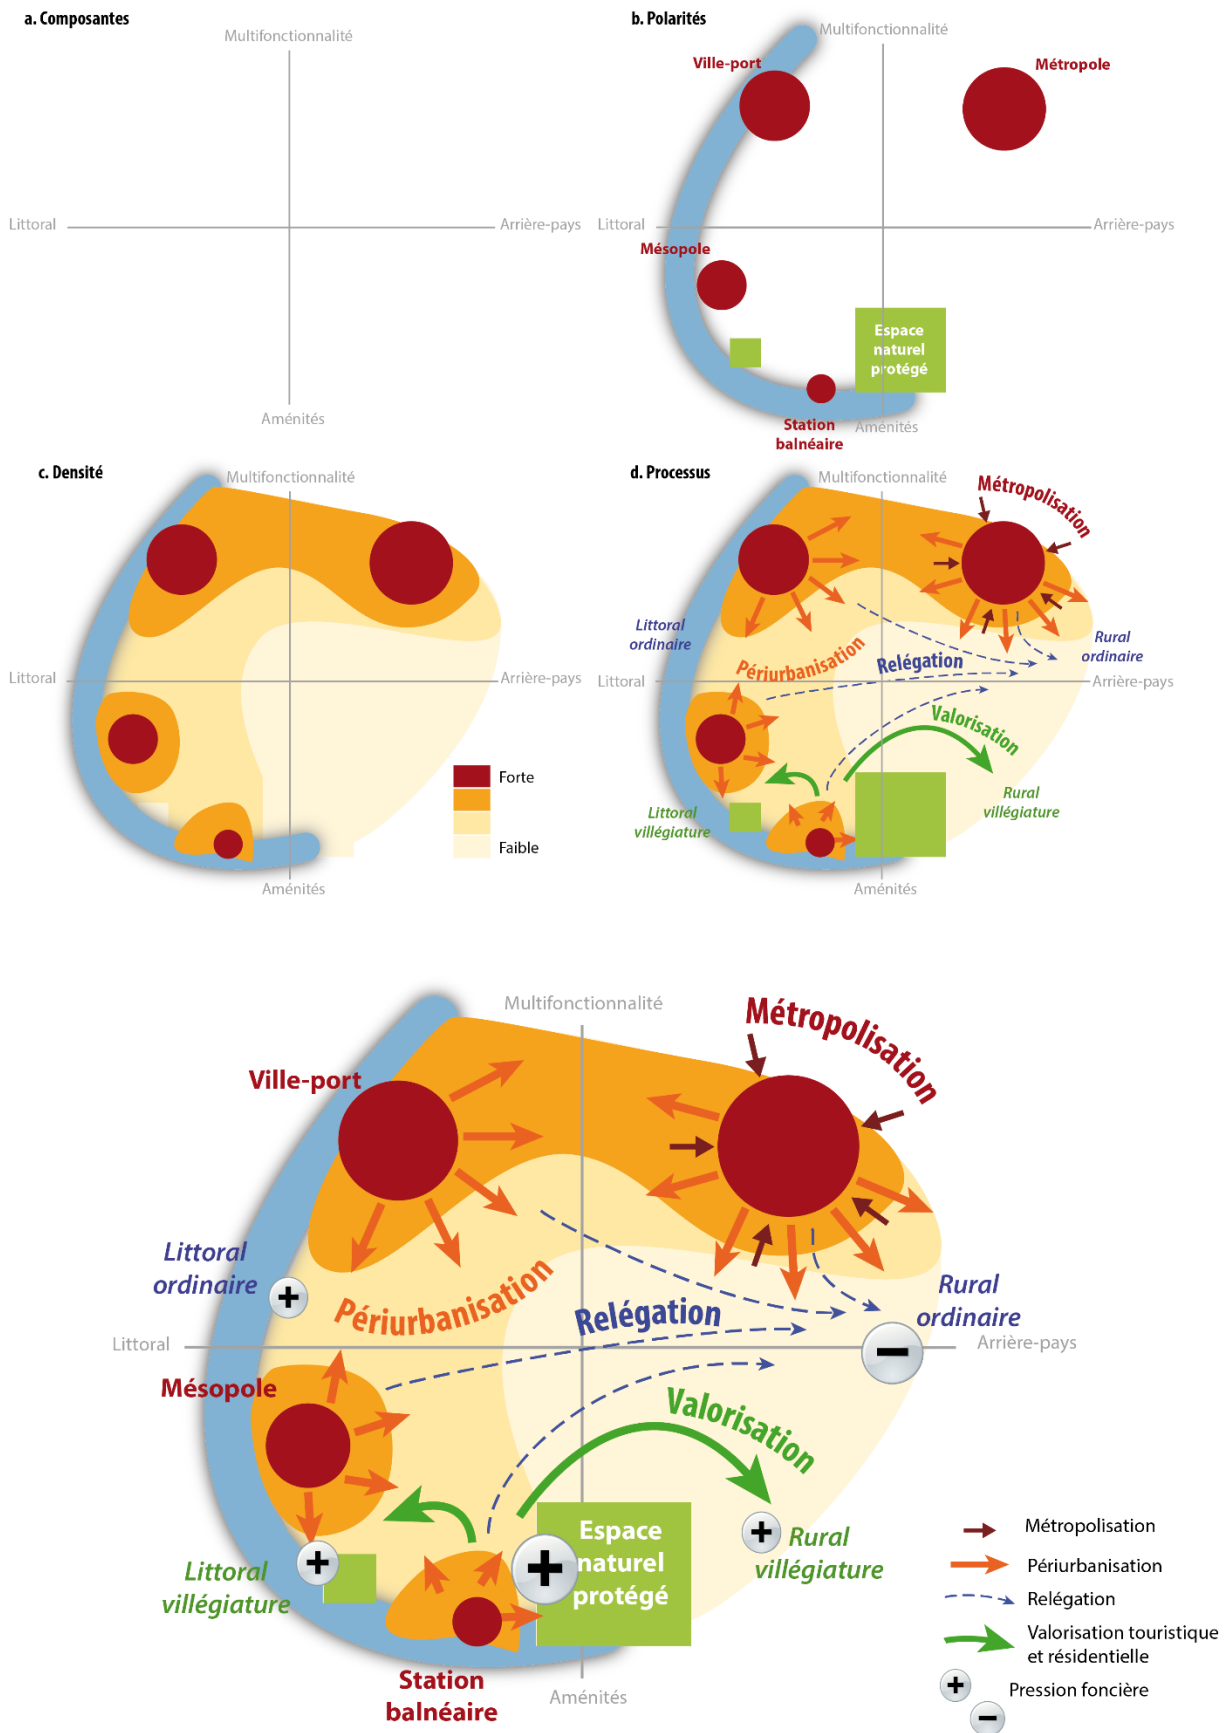 a. Composantes
Multifonctionnalité
Littoral
Arrière-pays
Aménités
b. Polarités
Multifonctionnalité
Ville-port
Métropole
Littoral
Arrière-pays
Mésopole
Espace
naturel
protégé
Station
balnéaire
Aménités
c. Densité
Multifonctionnalité
Littoral
Arrière-pays
Forte
Faible
Aménités
d. Processus
Multifonctionnalité
Métropolisation
Littoral
ordinaire
Périurbanisation
Relégation
Rural
ordinaire
Littoral
Arrière-pays
Valorisation
Littoral
villégiature
Rural
villégiature
Aménités
Multifonctionnalité
Métropolisation
Ville-port
Littoral
ordinaire
+
Périurbanisation
Relégation
Rural
ordinaire
Littoral
Arrière-pays
−
Mésopole
Valorisation
Littoral
villégiature
+
+
Espace
naturel
protégé
+
Rural
villégiature
Station
balnéaire
Aménités
Métropolisation
Périurbanisation
Relégation
Valorisation touristique
et résidentielle
+
Pression foncière
−